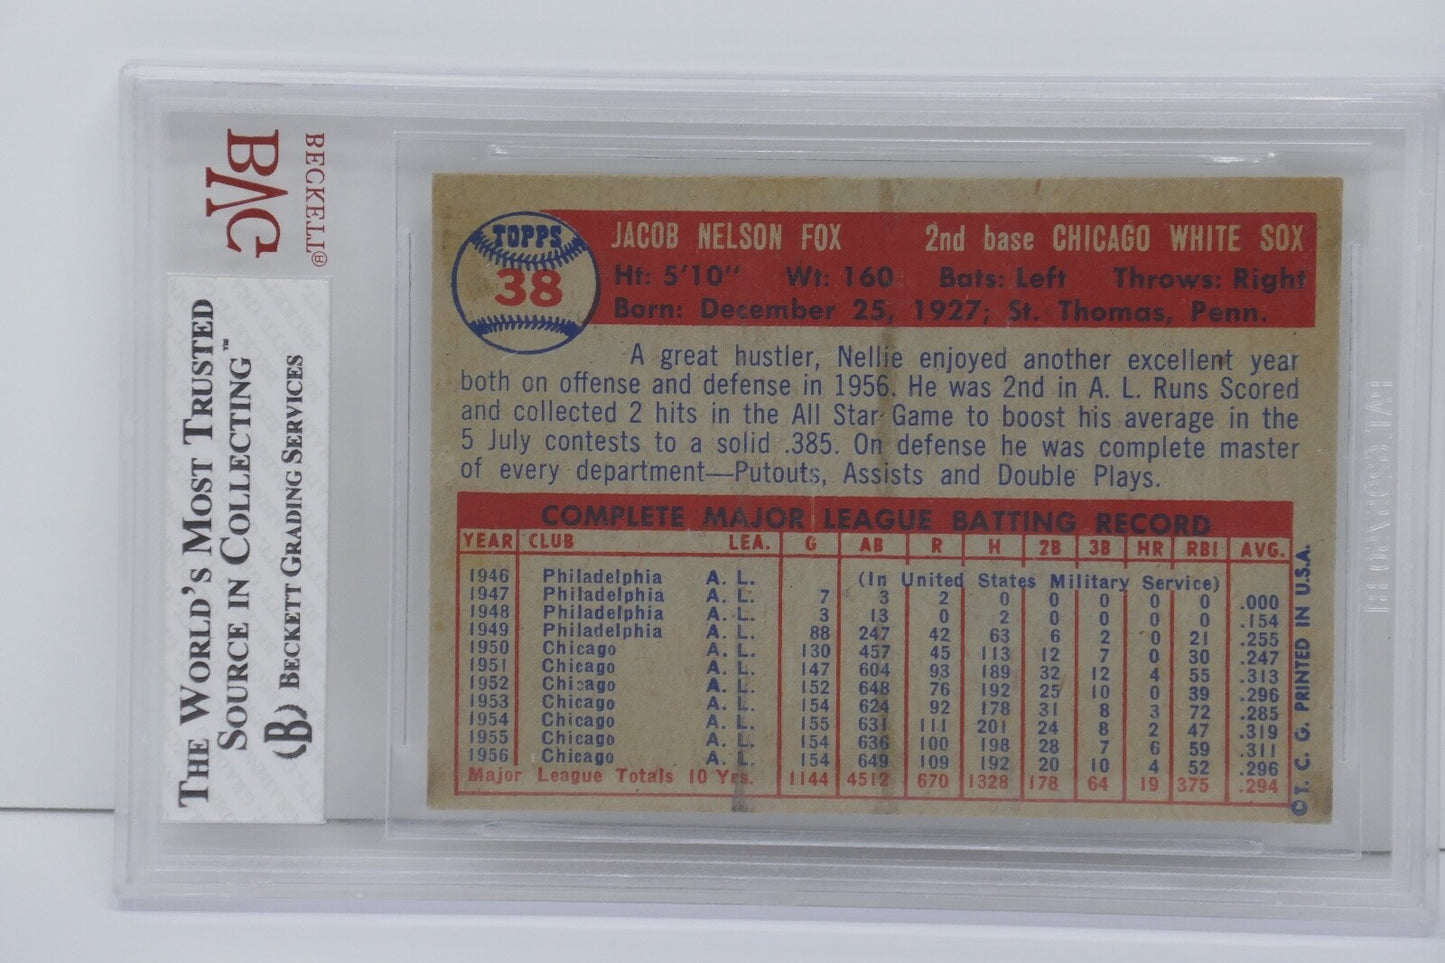 BVG
BECKETT®
THE WORLD'S MOST TRUSTED
SOURCE IN COLLECTING™
(B) BECKETT GRADING SERVICES
TOPPS
38
JACOB NELSON FOX 2nd base CHICAGO WHITE SOX
Ht: 5'10" Wt: 160 Bats: Left Throws: Right
Born: December 25, 1927; St. Thomas, Penn.
A great hustler, Nellie enjoyed another excellent year
both on offense and defense in 1956. He was 2nd in A. L. Runs Scored
and collected 2 hits in the All Star Game to boost his average in the
5 July contests to a solid .385. On defense he was complete master
of every department—Putouts, Assists and Double Plays.
COMPLETE MAJOR LEAGUE BATTING RECORD
YEAR CLUB LEA. G AB R H 2B 3B HR RBI AVG.
1946 Philadelphia A. L. (In United States Military Service)
1947 Philadelphia A. L. 7 3 2 0 0 0 0 0 .000
1948 Philadelphia A. L. 3 13 0 2 0 0 0 0 .154
1949 Philadelphia A. L. 88 247 42 63 6 2 0 21 .255
1950 Chicago A. L. 130 457 45 113 12 7 0 30 .247
1951 Chicago A. L. 147 604 93 189 32 12 4 55 .313
1952 Chicago A. L. 152 648 76 192 25 10 0 39 .296
1953 Chicago A. L. 154 624 92 178 31 8 3 72 .285
1954 Chicago A. L. 155 631 111 201 24 8 2 47 .319
1955 Chicago A. L. 154 636 100 198 28 7 6 59 .311
1956 Chicago A. L. 154 649 109 192 20 10 4 52 .296
Major League Totals 10 Yrs. 1144 4512 670 1328 178 64 19 375 .294
©T. C. G. PRINTED IN U.S.A.